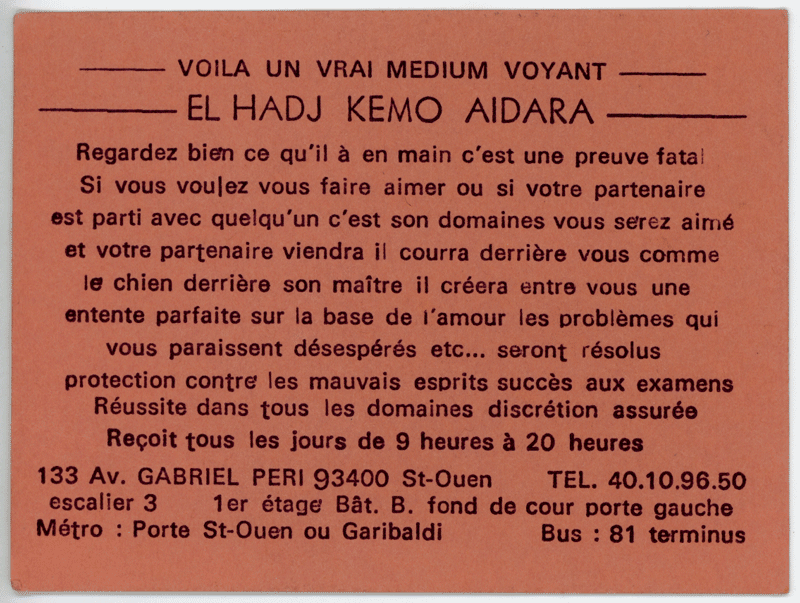 VOILA UN VRAI MEDIUM VOYANT
EL HADJ KEMO AIDARA
Regardez bien ce qu'il à en main c'est une preuve fatal
Si vous voulez vous faire aimer ou si votre partenaire
est parti avec quelqu'un c'est son domaines vous serez aimé
et votre partenaire viendra il courra derrière vous comme
le chien derrière son maître il créera entre vous une
entente parfaite sur la base de l'amour les problèmes qui
vous paraissent désespérés etc... seront résolus
protection contre les mauvais esprits succès aux examens
Réussite dans tous les domaines discrétion assurée
Reçoit tous les jours de 9 heures à 20 heures
133 Av. GABRIEL PERI 93400 St-Ouen TEL. 40.10.96.50
escalier 3 1er étage Bât. B. fond de cour porte gauche
Métro : Porte St-Ouen ou Garibaldi Bus : 81 terminus